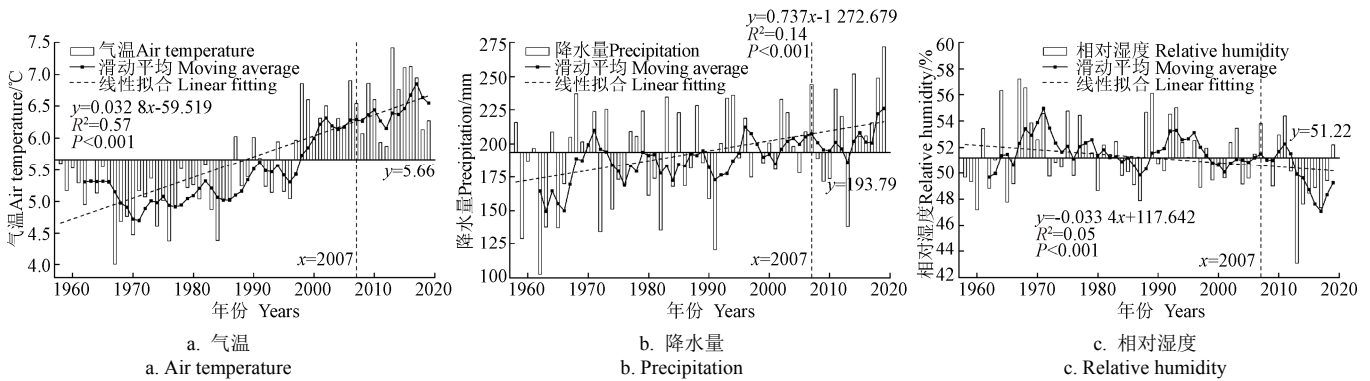 7.5
7.0
6.5
6.0
5.5
5.0
4.5
4.0
气温Air temperature/℃
气温Air temperature
滑动平均 Moving average
线性拟合 Linear fitting
y=0.032 8x-59.519
R²=0.57
P<0.001
y=5.66
x=2007
1960 1970 1980 1990 2000 2010 2020
年份 Years
a. 气温
a. Air temperature
275
250
225
200
175
150
125
100
降水量Precipitation/mm
降水量Precipitation
滑动平均 Moving average
线性拟合 Linear fitting
y=0.737x-1 272.679
R²=0.14
P<0.001
y=193.79
x=2007
1960 1970 1980 1990 2000 2010 2020
年份 Years
b. 降水量
b. Precipitation
60
58
56
54
52
50
48
46
44
42
相对湿度Relative humidity/%
相对湿度 Relative humidity
滑动平均 Moving average
线性拟合 Linear fitting
y=51.22
y=-0.033 4x+117.642
R²=0.05
P<0.001
x=2007
1960 1970 1980 1990 2000 2010 2020
年份 Years
c. 相对湿度
c. Relative humidity